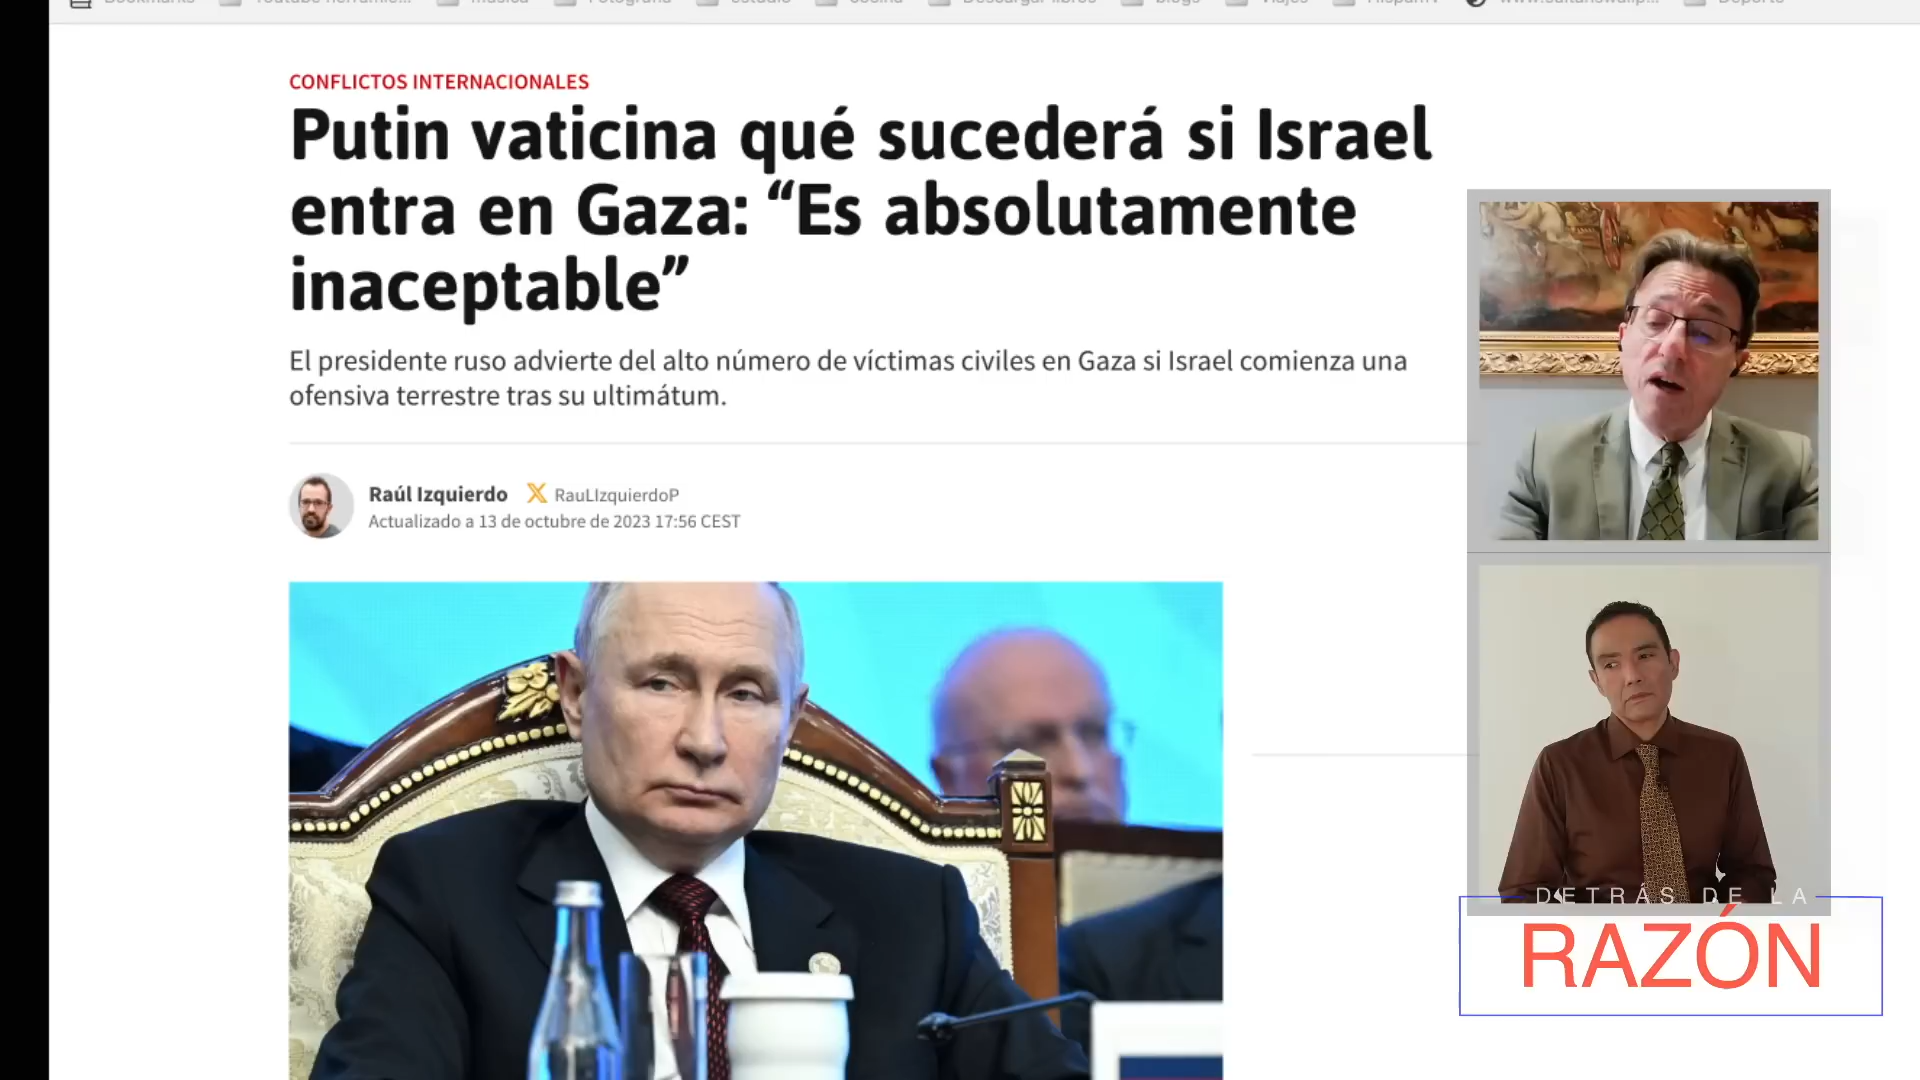 CONFLICTOS INTERNACIONALES
Putin vaticina qué sucederá si Israel
entra en Gaza: “Es absolutamente
inaceptable”
El presidente ruso advierte del alto número de víctimas civiles en Gaza si Israel comienza una
ofensiva terrestre tras su ultimátum.
Raúl Izquierdo RauLIzquierdoP
Actualizado a 13 de octubre de 2023 17:56 CEST
DETRÁS DE LA
RAZÓN